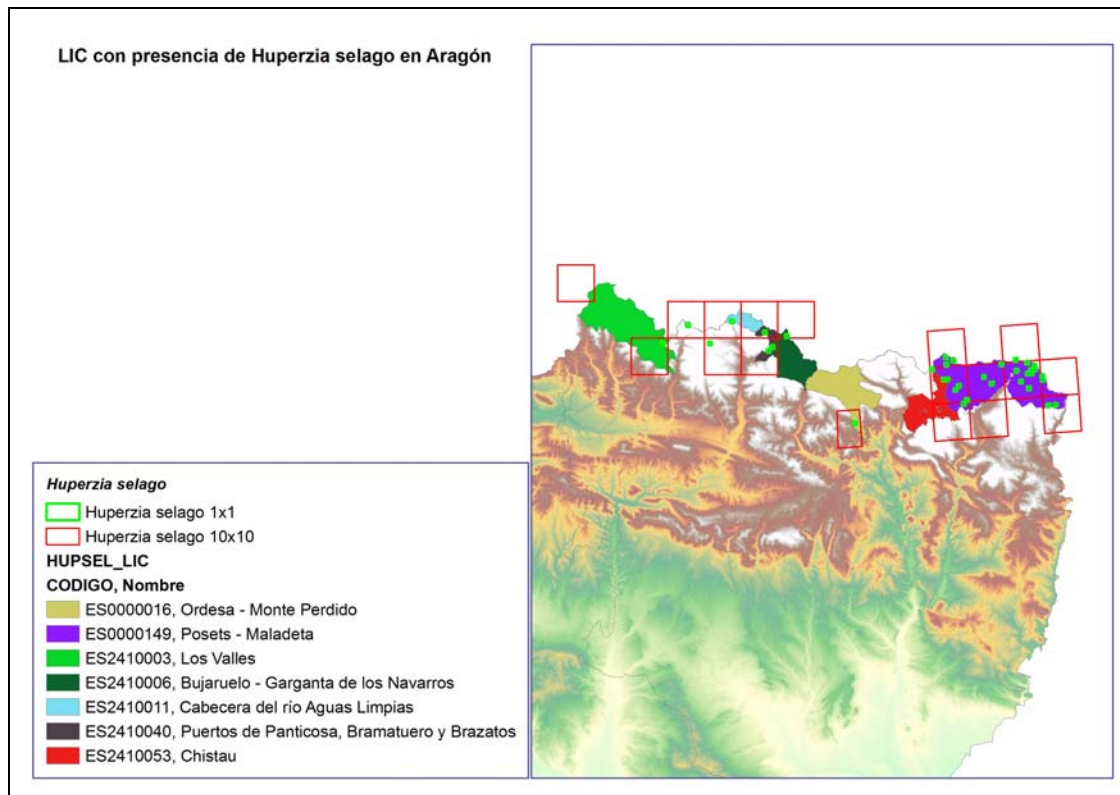 LIC con presencia de Huperzia selago en Aragón
Huperzia selago
Huperzia selago 1x1
Huperzia selago 10x10
HUPSEL_LIC
CODIGO, Nombre
ES0000016, Ordesa - Monte Perdido
ES0000149, Posets - Maladeta
ES2410003, Los Valles
ES2410006, Bujaruelo - Garganta de los Navarros
ES2410011, Cabecera del río Aguas Limpias
ES2410040, Puertos de Panticosa, Bramatuero y Brazatos
ES2410053, Chistau